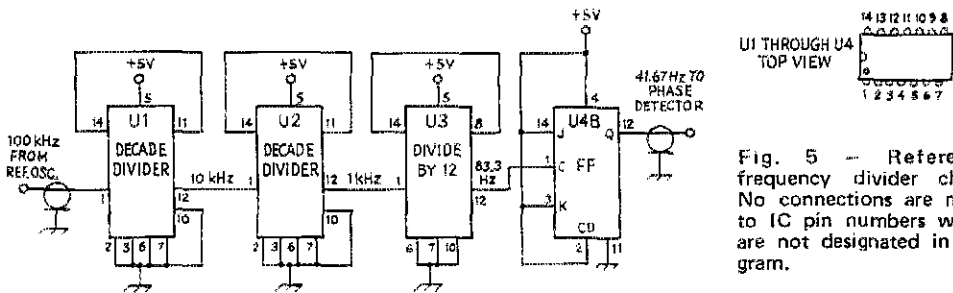 +5V
+5V
+5V
+5V
5
5
5
4
14
U1
11
14
U2
11
14
U3
8
14
U4B
J
Q
12
41.67 Hz TO
PHASE
DETECTOR
DECADE
DIVIDER
DECADE
DIVIDER
DIVIDE
BY 12
100 kHz
FROM
REF. OSC.
1
12
10 kHz
1
12
1 kHz
1
83.3
Hz
12
1
C
FF
10
10
3
K
CD
2
3
6
7
2
3
6
7
6
7
10
2
11
U1 THROUGH U4
TOP VIEW
14 13 12 11 10 9 8
1 2 3 4 5 6 7
Fig. 5 — Refere
frequency divider ch
No connections are n
to IC pin numbers w
are not designated in
gram.